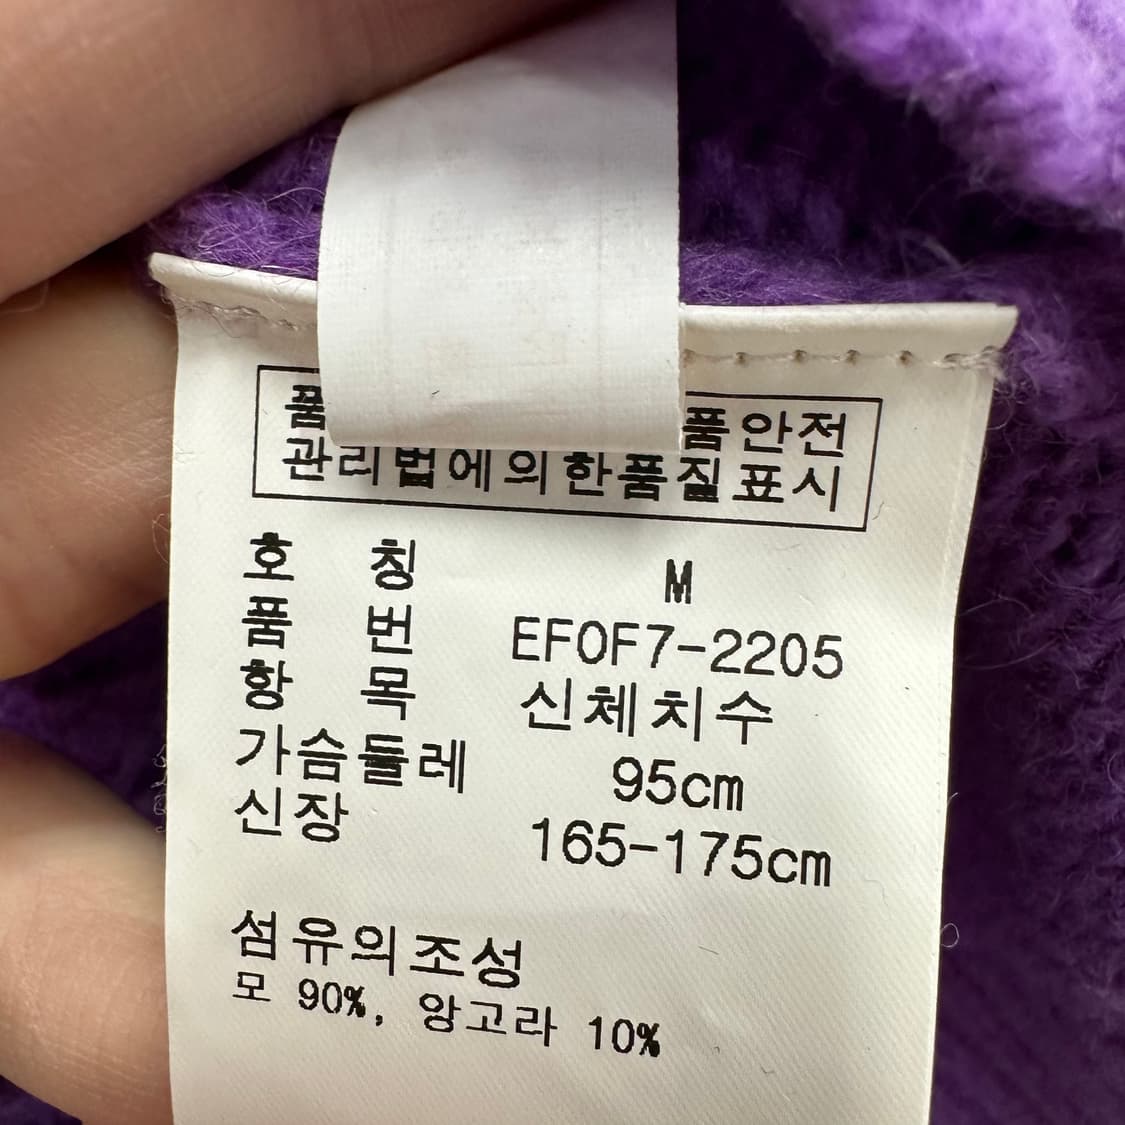 품안전
관리법에의한품질표시
호 칭 M
품 번 EF0F7-2205
항 목 신체치수
가슴둘레 95cm
신장 165-175cm
섬유의조성
모 90%, 앙고라 10%